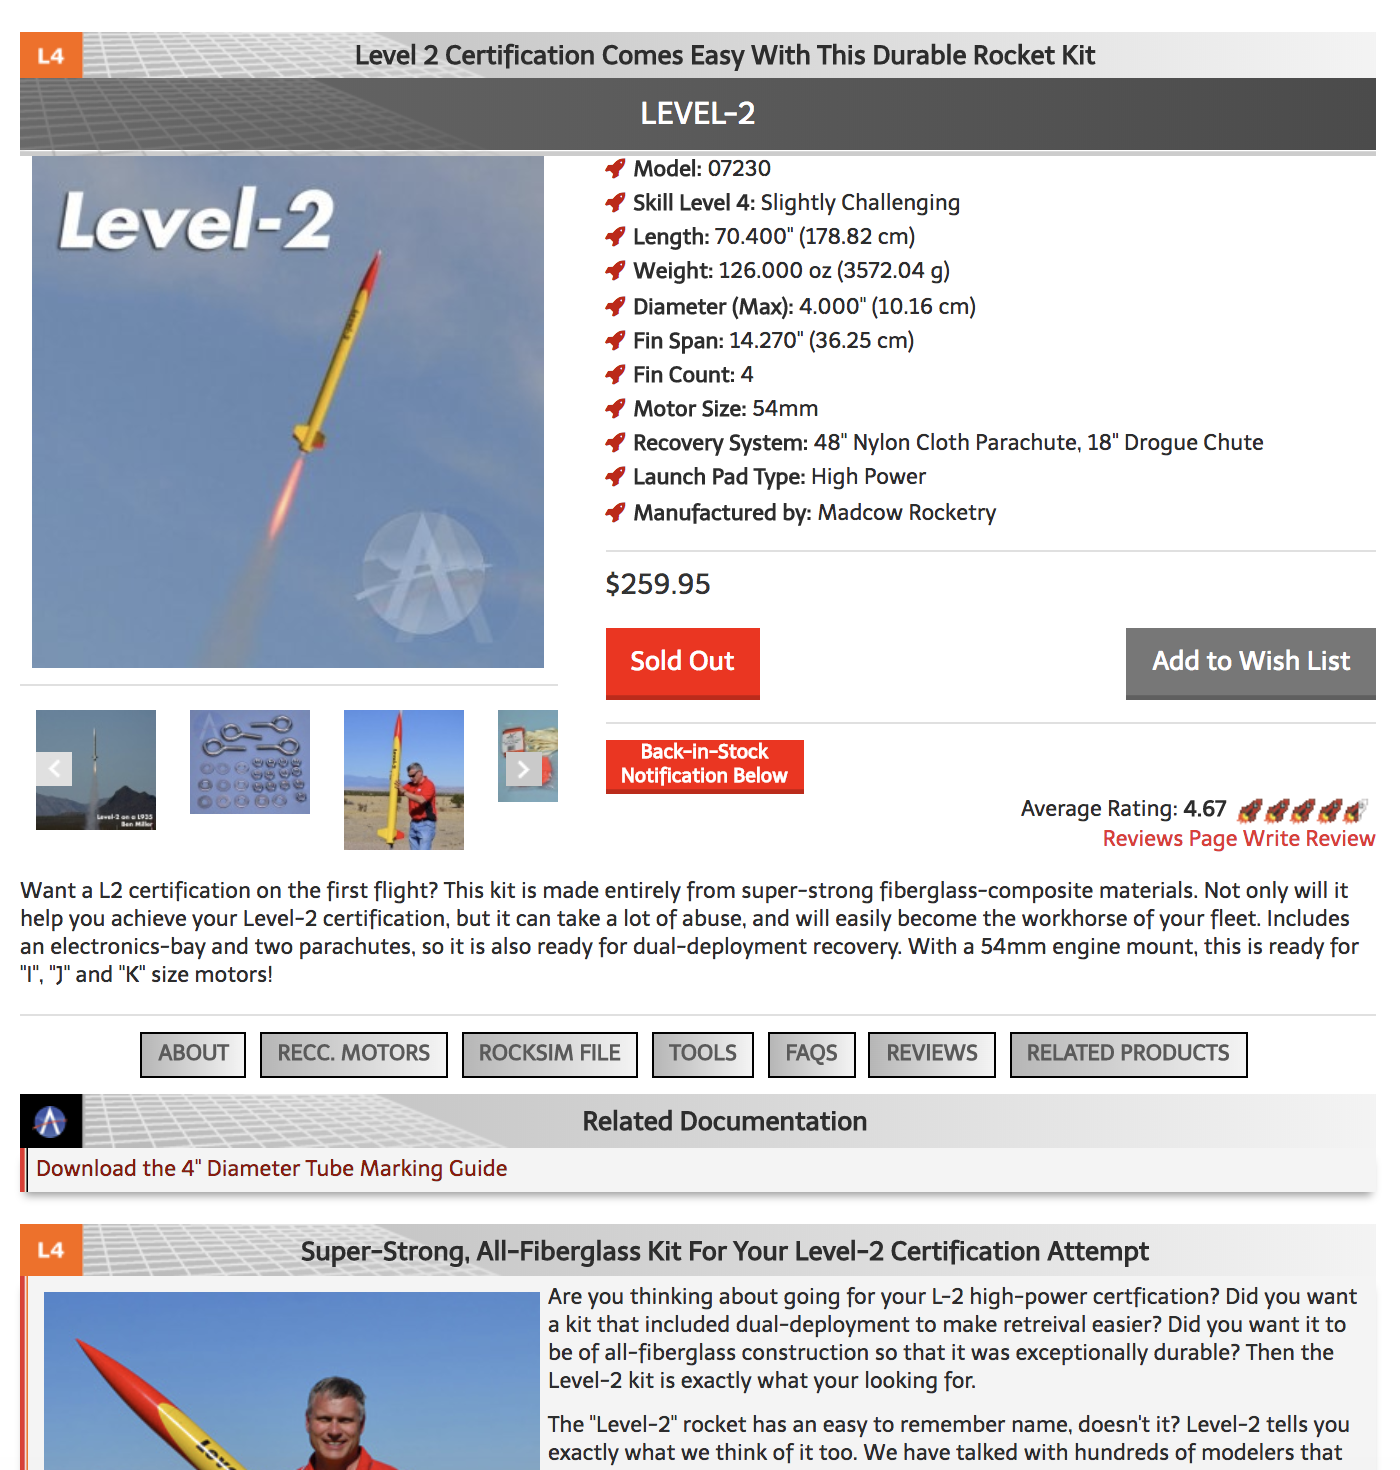 L4
Level 2 Certification Comes Easy With This Durable Rocket Kit
LEVEL-2
Level-2
Model: 07230
Skill Level 4: Slightly Challenging
Length: 70.400" (178.82 cm)
Weight: 126.000 oz (3572.04 g)
Diameter (Max): 4.000" (10.16 cm)
Fin Span: 14.270" (36.25 cm)
Fin Count: 4
Motor Size: 54mm
Recovery System: 48" Nylon Cloth Parachute, 18" Drogue Chute
Launch Pad Type: High Power
Manufactured by: Madcow Rocketry
$259.95
Sold Out
Add to Wish List
Level-2 on a L935
Ben Miller
Back-in-Stock
Notification Below
Average Rating: 4.67
Reviews Page Write Review
Want a L2 certification on the first flight? This kit is made entirely from super-strong fiberglass-composite materials. Not only will it
help you achieve your Level-2 certification, but it can take a lot of abuse, and will easily become the workhorse of your fleet. Includes
an electronics-bay and two parachutes, so it is also ready for dual-deployment recovery. With a 54mm engine mount, this is ready for
"I", "J" and "K" size motors!
ABOUT
RECC. MOTORS
ROCKSIM FILE
TOOLS
FAQS
REVIEWS
RELATED PRODUCTS
Related Documentation
Download the 4" Diameter Tube Marking Guide
L4
Super-Strong, All-Fiberglass Kit For Your Level-2 Certification Attempt
Are you thinking about going for your L-2 high-power certfication? Did you want
a kit that included dual-deployment to make retreival easier? Did you want it to
be of all-fiberglass construction so that it was exceptionally durable? Then the
Level-2 kit is exactly what your looking for.
The "Level-2" rocket has an easy to remember name, doesn't it? Level-2 tells you
exactly what we think of it too. We have talked with hundreds of modelers that